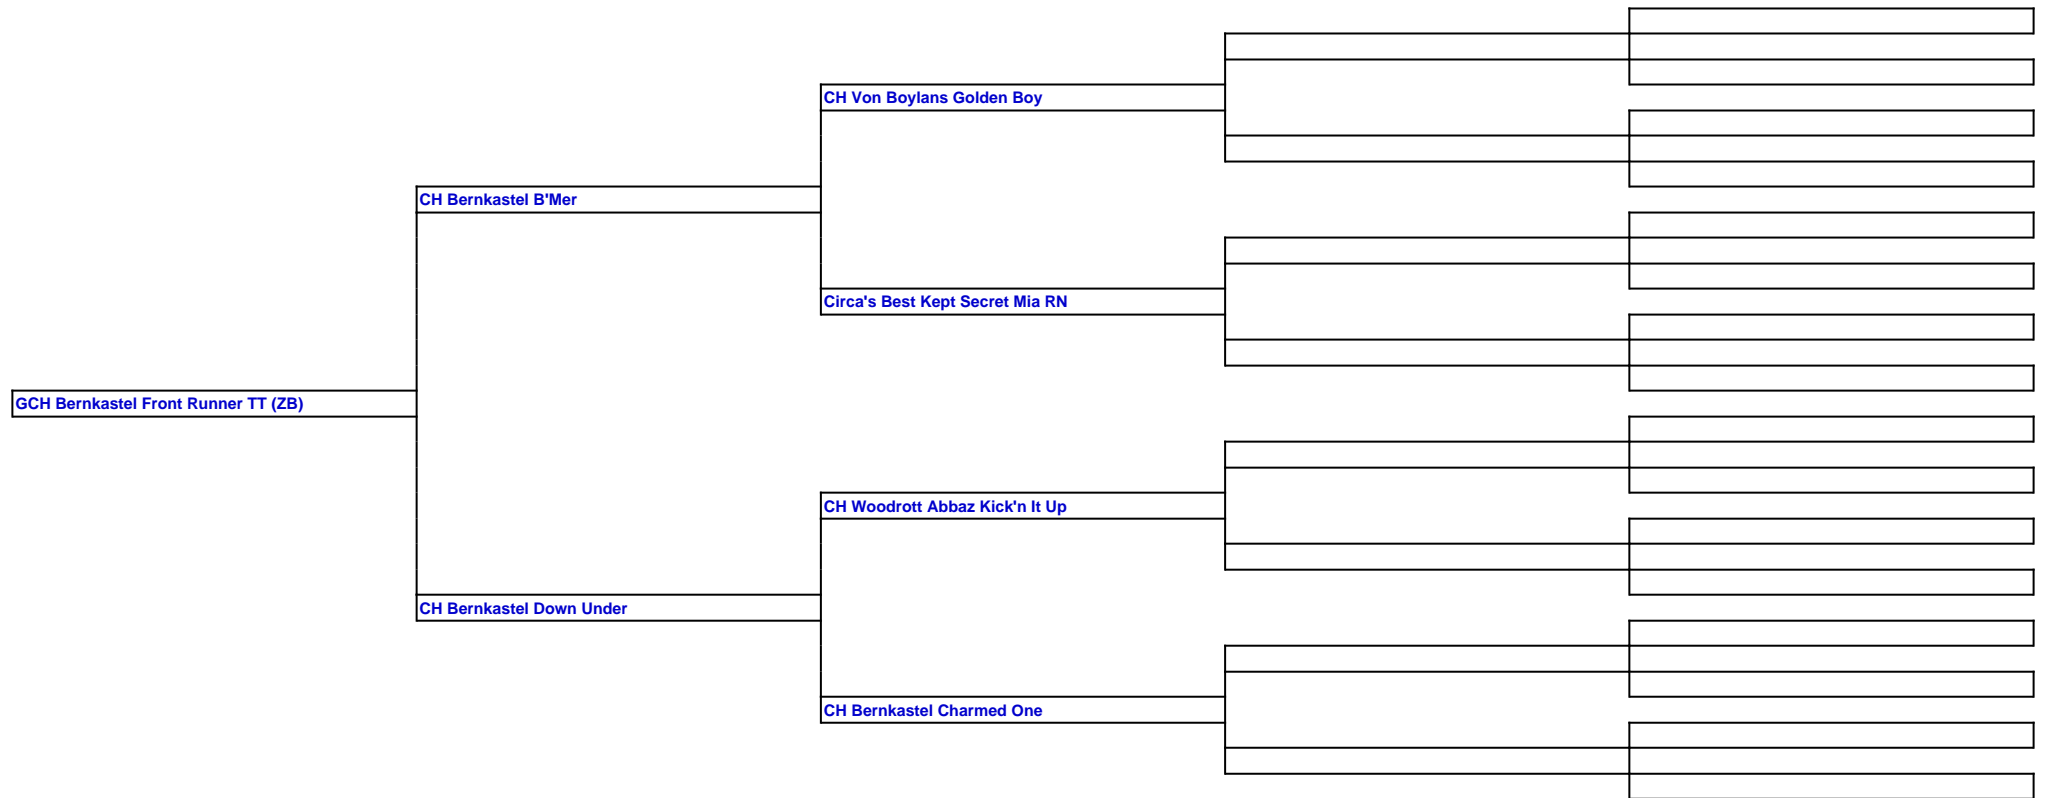 CH Von Boylans Golden Boy
CH Bernkastel B'Mer
Circa's Best Kept Secret Mia RN
GCH Bernkastel Front Runner TT (ZB)
CH Woodrott Abbaz Kick'n It Up
CH Bernkastel Down Under
CH Bernkastel Charmed One